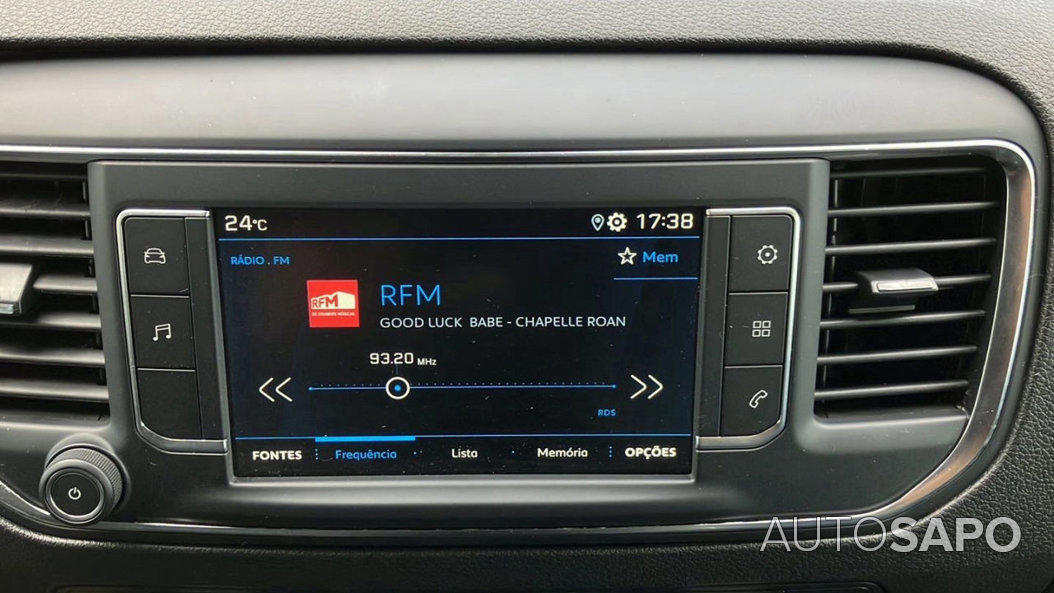 24°C 17:38
RÁDIO . FM
Mem
RFM
RFM
GOOD LUCK BABE - CHAPELLE ROAN
93.20 MHz
RDS
FONTES Frequência Lista Memória OPÇÕES
AUTOSAPO